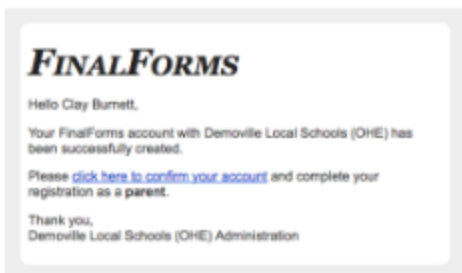 FINALFORMS
Hello Clay Burnett,
Your FinalForms account with Demoville Local Schools (OHE) has
been successfully created.
Please click here to confirm your account and complete your
registration as a parent.
Thank you,
Demoville Local Schools (OHE) Administration